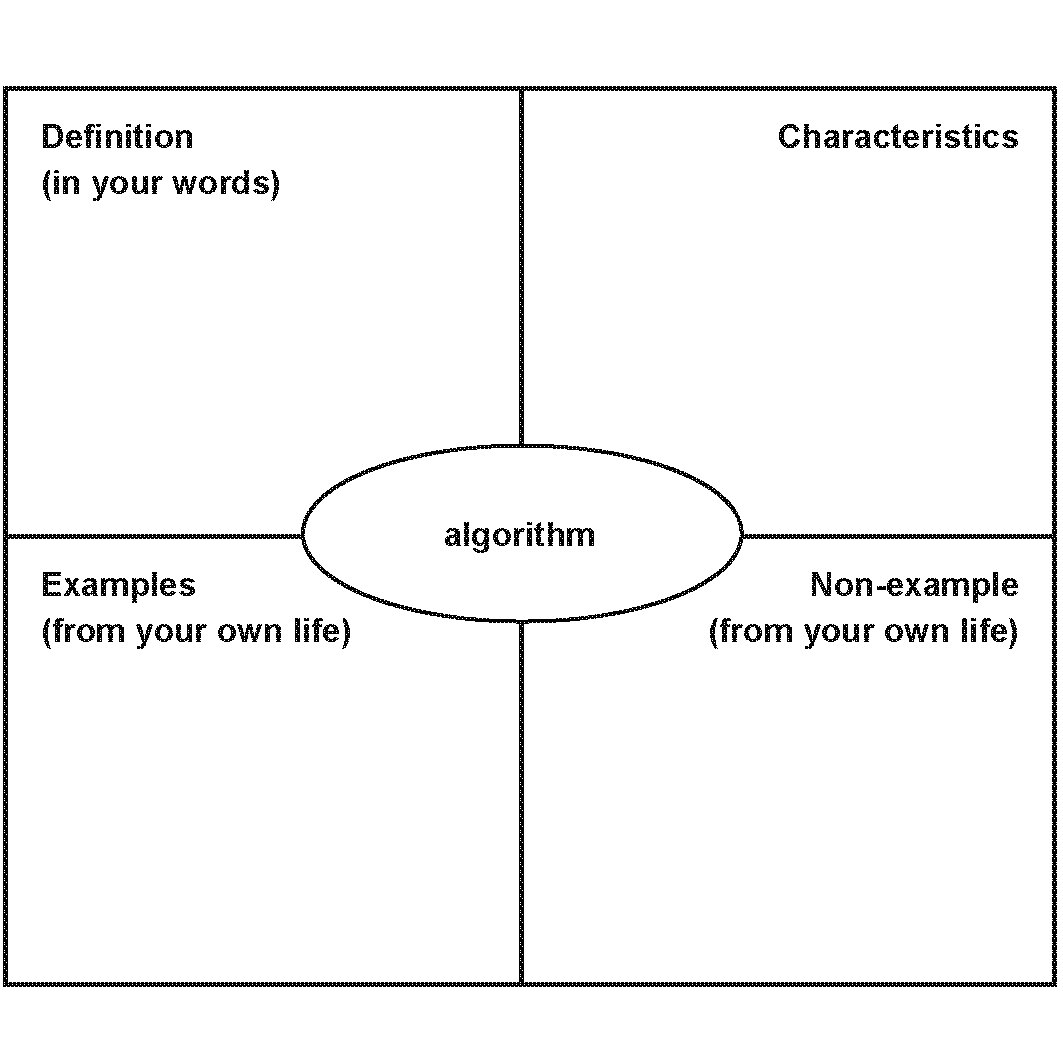 Definition
(in your words)
Characteristics
algorithm
Examples
(from your own life)
Non-example
(from your own life)